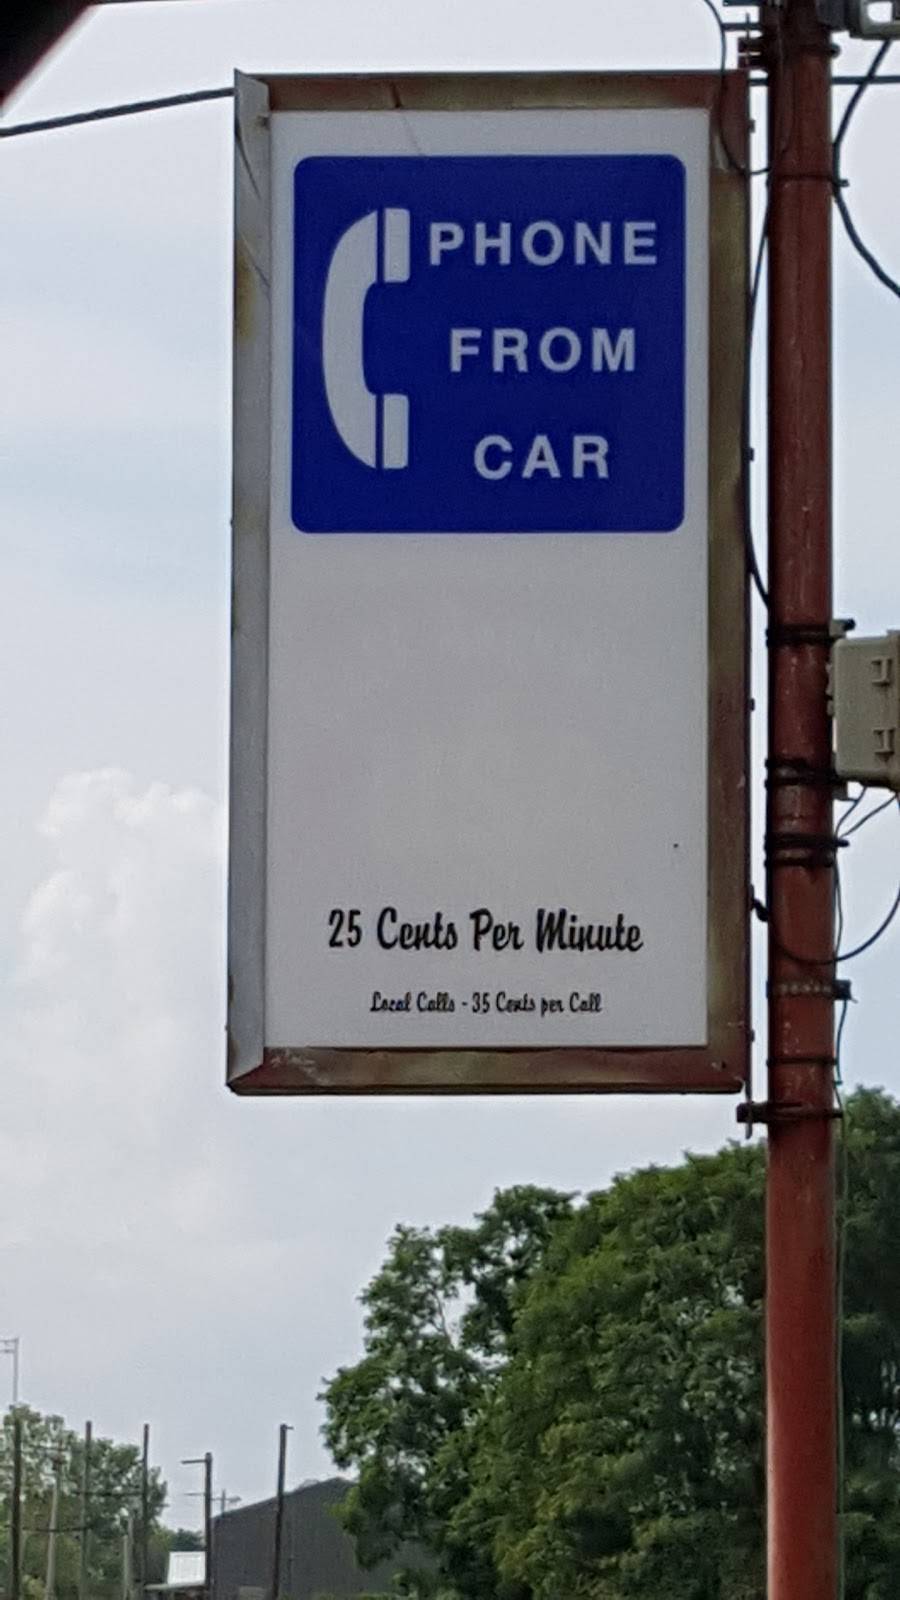 PHONE
FROM
CAR
25 Cents Per Minute
Local Calls - 35 Cents per Call